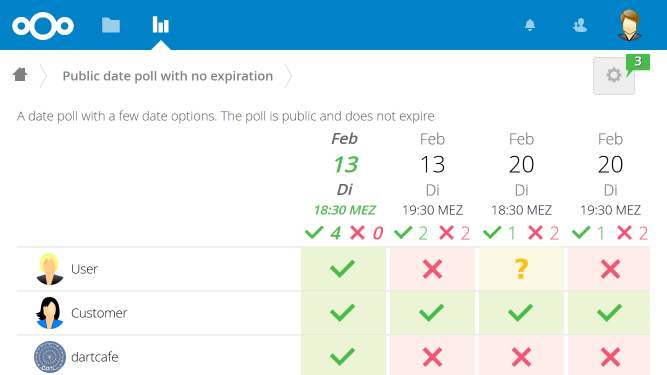 3
Public date poll with no expiration
A date poll with a few date options. The poll is public and does not expire
Feb Feb Feb Feb
13 13 20 20
Di Di Di Di
18:30 MEZ 19:30 MEZ 18:30 MEZ 19:30 MEZ
4 0 2 2 1 2 1 2
User ?
Customer
dartcafe